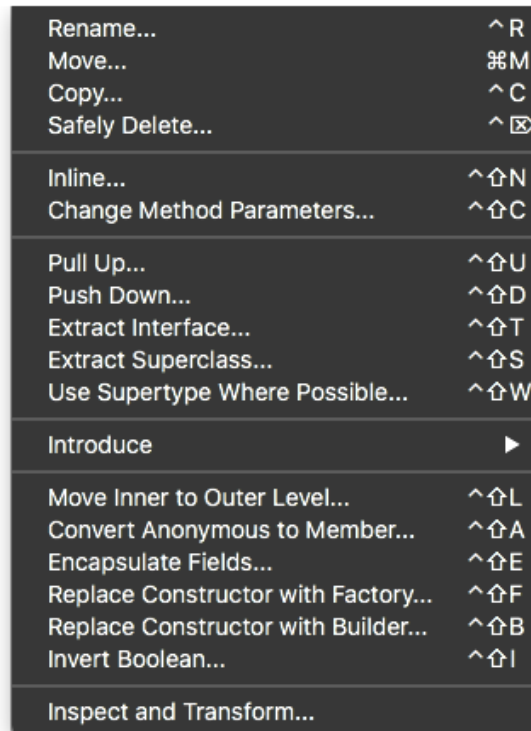 Rename... ^R
Move... ⌘M
Copy... ^C
Safely Delete... ^⌦
Inline... ^⇧N
Change Method Parameters... ^⇧C
Pull Up... ^⇧U
Push Down... ^⇧D
Extract Interface... ^⇧T
Extract Superclass... ^⇧S
Use Supertype Where Possible... ^⇧W
Introduce ▶
Move Inner to Outer Level... ^⇧L
Convert Anonymous to Member... ^⇧A
Encapsulate Fields... ^⇧E
Replace Constructor with Factory... ^⇧F
Replace Constructor with Builder... ^⇧B
Invert Boolean... ^⇧I
Inspect and Transform...